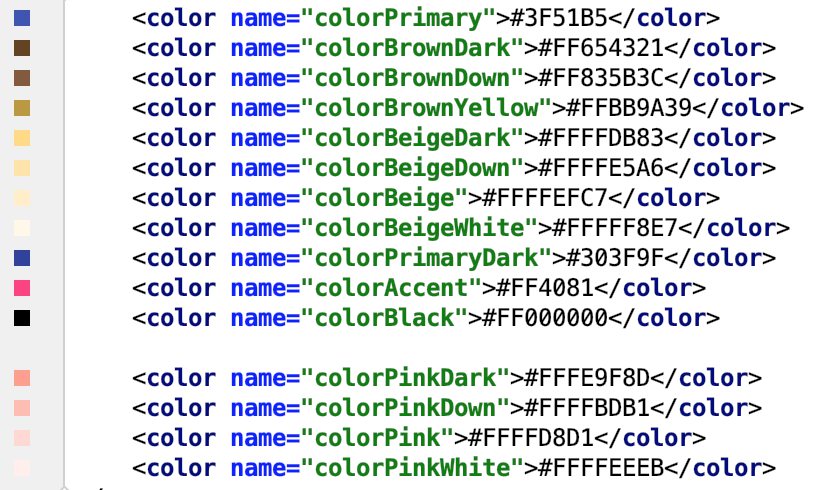 <color name="colorPrimary">#3F51B5</color>
<color name="colorBrownDark">#FF654321</color>
<color name="colorBrownDown">#FF835B3C</color>
<color name="colorBrownYellow">#FFBB9A39</color>
<color name="colorBeigeDark">#FFFFDB83</color>
<color name="colorBeigeDown">#FFFFE5A6</color>
<color name="colorBeige">#FFFFEFC7</color>
<color name="colorBeigeWhite">#FFFFF8E7</color>
<color name="colorPrimaryDark">#303F9F</color>
<color name="colorAccent">#FF4081</color>
<color name="colorBlack">#FF000000</color>
<color name="colorPinkDark">#FFFE9F8D</color>
<color name="colorPinkDown">#FFFFBDB1</color>
<color name="colorPink">#FFFFD8D1</color>
<color name="colorPinkWhite">#FFFFEEEB</color>